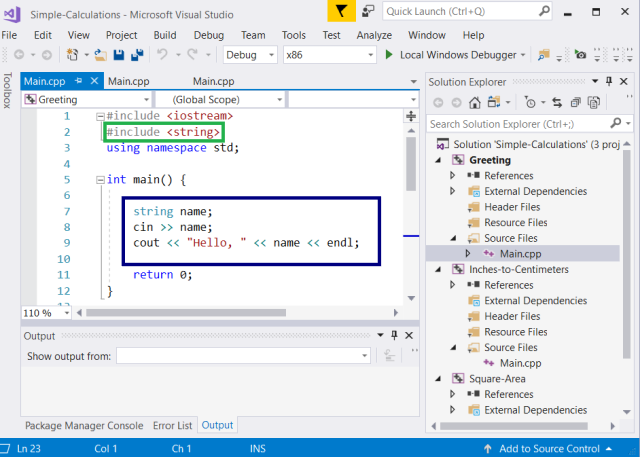 Simple-Calculations - Microsoft Visual Studio
Quick Launch (Ctrl+Q)
File Edit View Project Build Debug Team Tools Test Analyze Window Help
Debug x86 Local Windows Debugger
Toolbox
Main.cpp Main.cpp Main.cpp
Greeting (Global Scope)
1 #include <iostream>
2 #include <string>
3 using namespace std;
4
5 int main() {
6
7 string name;
8 cin >> name;
9 cout << "Hello, " << name << endl;
10
11 return 0;
12 }
110 %
Output
Show output from:
Package Manager Console Error List Output
Solution Explorer
Search Solution Explorer (Ctrl+;)
Solution 'Simple-Calculations' (3 proj
Greeting
References
External Dependencies
Header Files
Resource Files
Source Files
Main.cpp
Inches-to-Centimeters
References
External Dependencies
Header Files
Resource Files
Source Files
Main.cpp
Square-Area
References
External Dependencies
Ln 23 Col 1 Ch 1 INS Add to Source Control